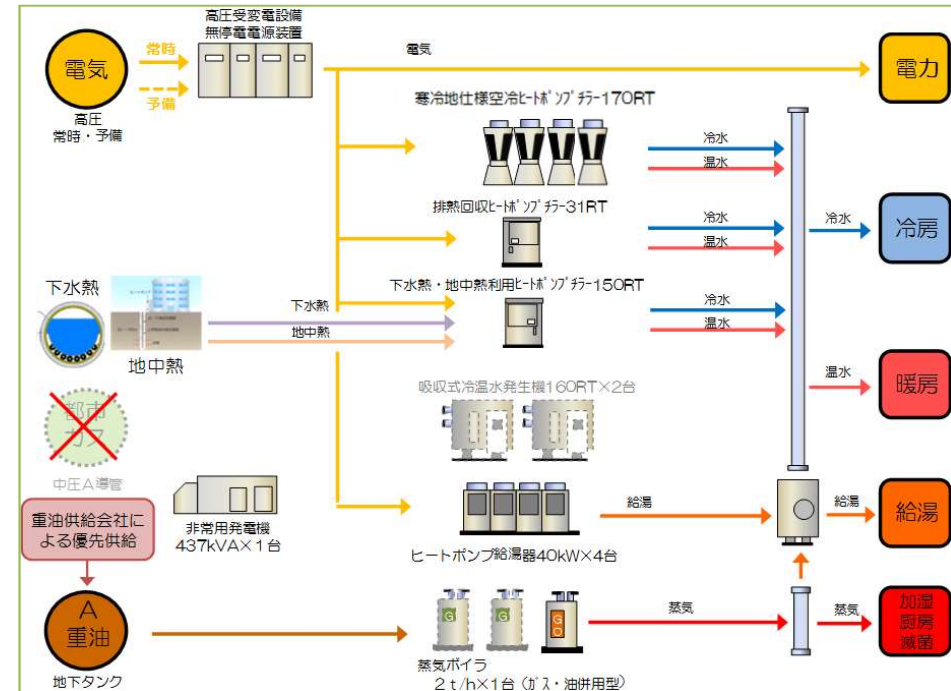 高圧受変電設備
無停電電源装置
電気
常時
予備
高圧
常時・予備
電気
電力
寒冷地仕様空冷ﾋｰﾄﾎﾟﾝﾌﾟﾁﾗｰ170RT
冷水
温水
排熱回収ﾋｰﾄﾎﾟﾝﾌﾟﾁﾗｰ31RT
冷水
温水
冷水
冷房
下水熱・地中熱利用ﾋｰﾄﾎﾟﾝﾌﾟﾁﾗｰ150RT
下水熱
地中熱
下水熱
地中熱
冷水
温水
温水
暖房
吸収式冷温水発生機160RT×2台
都市
ガス
中圧A導管
重油供給会社に
よる優先供給
非常用発電機
437kVA×1台
ヒートポンプ給湯器40kW×4台
給湯
給湯
給湯
A
重油
地下タンク
G
G
GO
蒸気ボイラ
2t/h×1台（ガス・油併用型）
蒸気
蒸気
加湿
厨房
滅菌